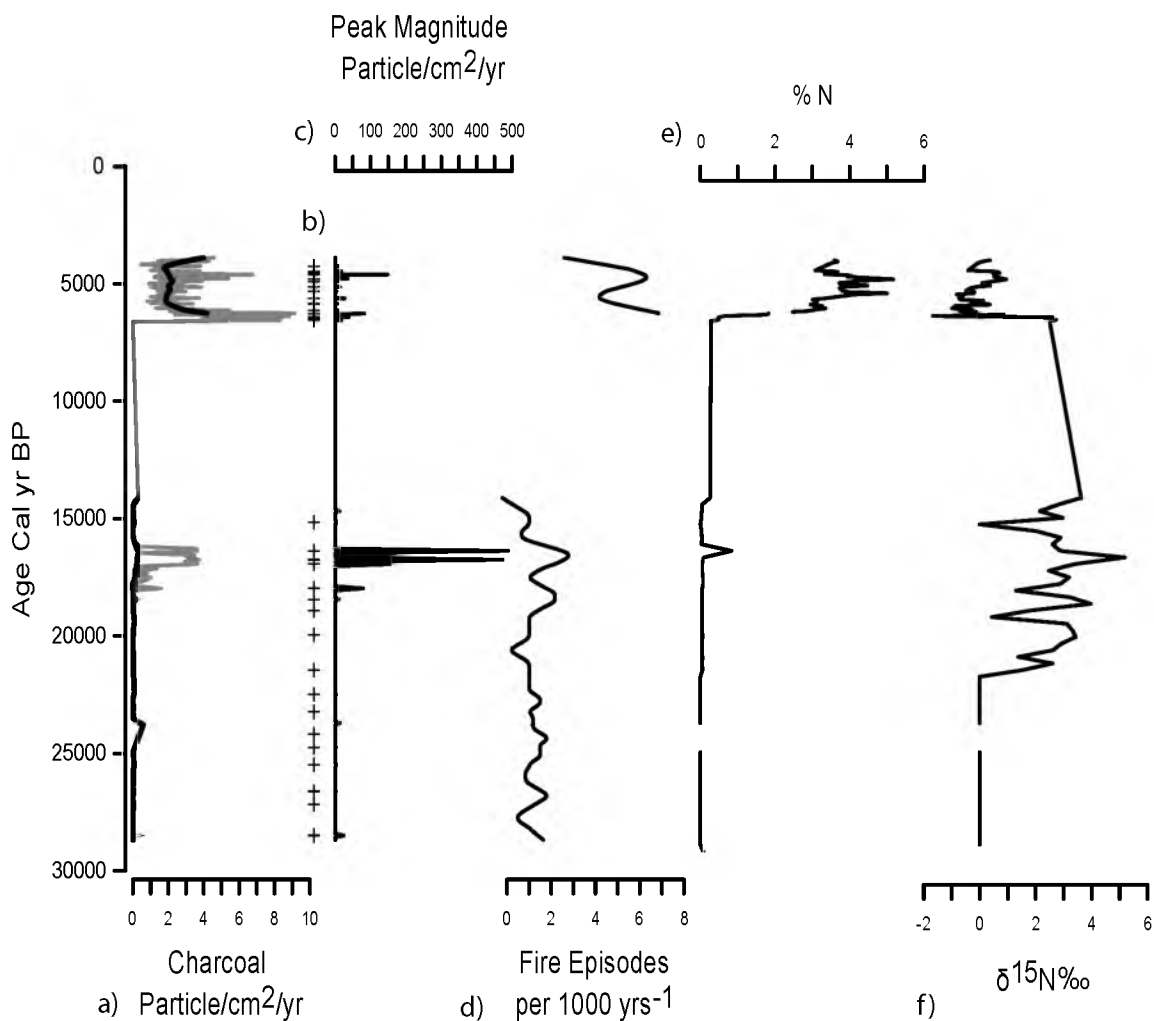 Peak Magnitude
Particle/cm2/yr
c)
0 100 200 300 400 500
% N
e)
0 2 4 6
b)
Age Cal yr BP
0
5000
10000
15000
20000
25000
30000
0 2 4 6 8 10
Charcoal
a) Particle/cm2/yr
0 2 4 6 8
Fire Episodes
d) per 1000 yrs-1
-2 0 2 4 6
δ15N‰
f)